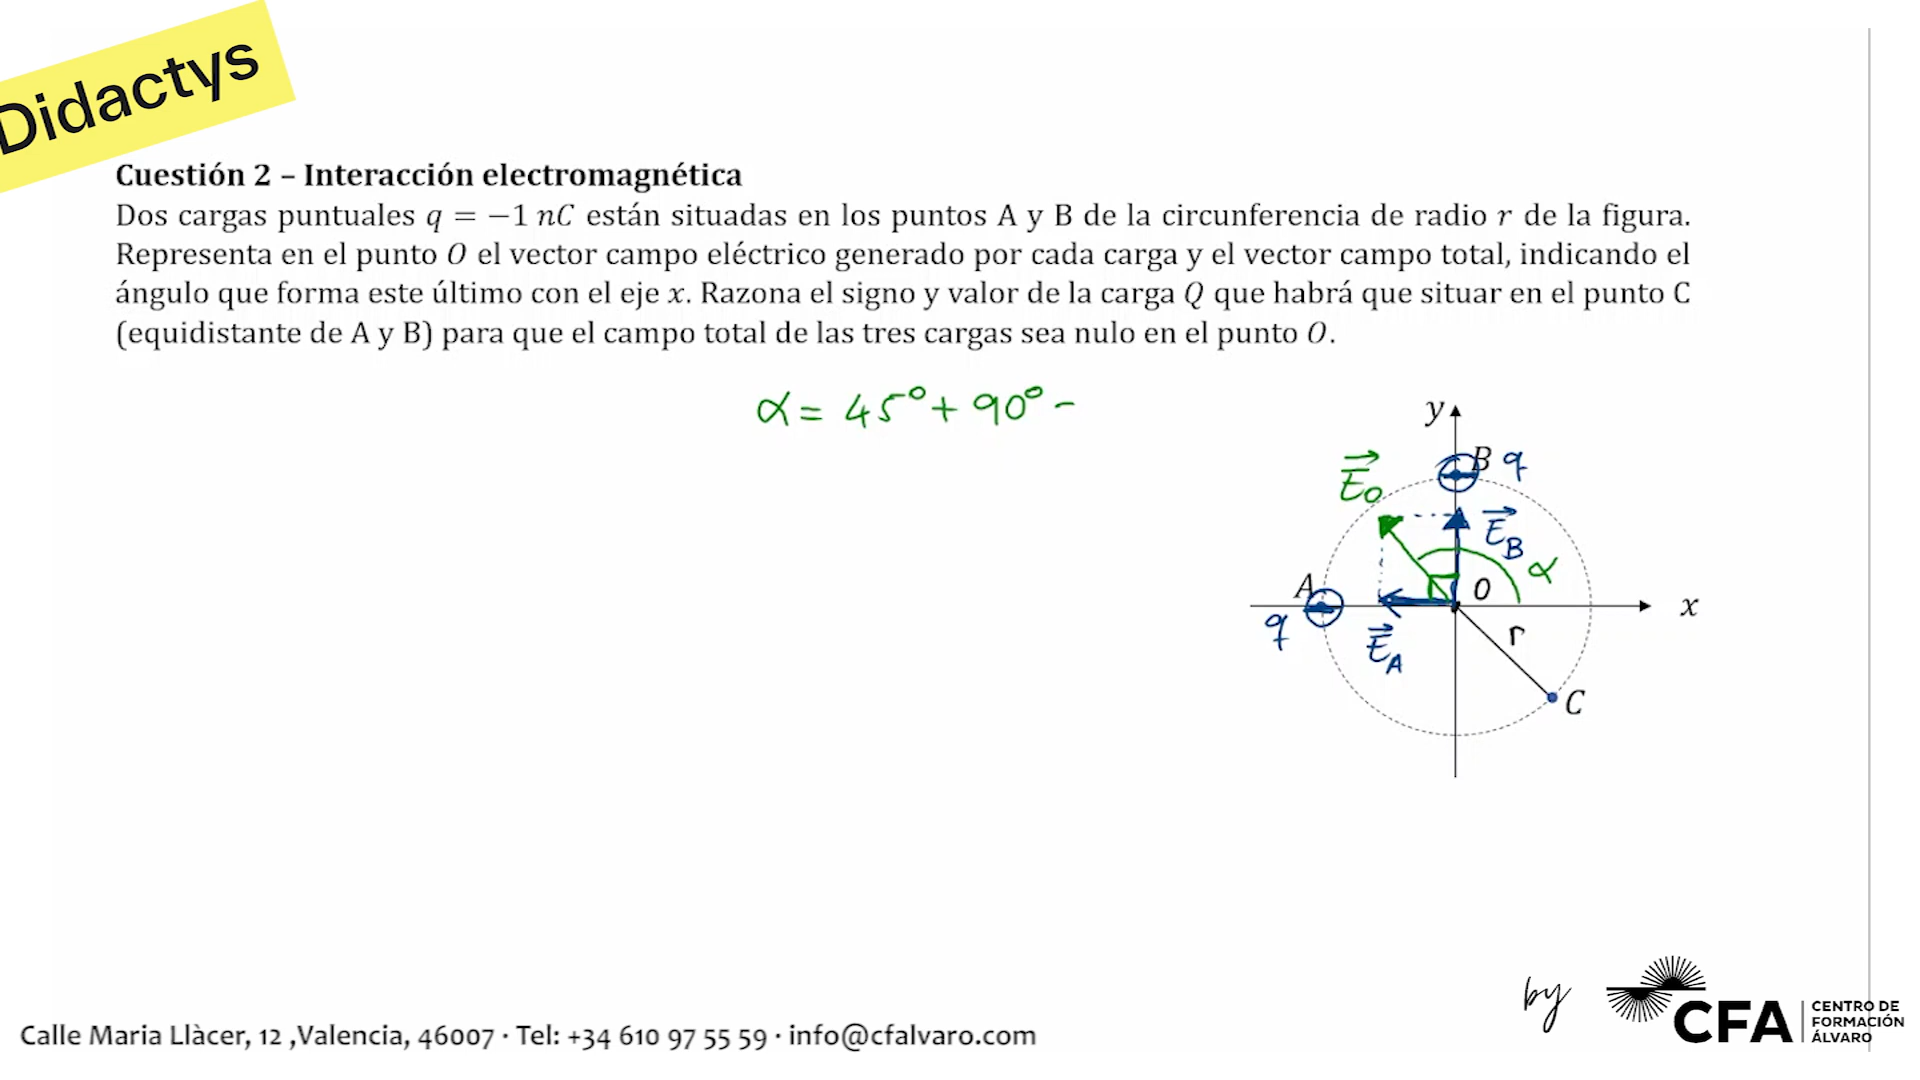 Didactys
Cuestión 2 – Interacción electromagnética
Dos cargas puntuales q = −1 nC están situadas en los puntos A y B de la circunferencia de radio r de la figura.
Representa en el punto O el vector campo eléctrico generado por cada carga y el vector campo total, indicando el
ángulo que forma este último con el eje x. Razona el signo y valor de la carga Q que habrá que situar en el punto C
(equidistante de A y B) para que el campo total de las tres cargas sea nulo en el punto O.
α = 45° + 90° -
y
B q
E⃗o
E⃗B
α
A
O
x
q
E⃗A
r
C
by
CFA
CENTRO DE
FORMACIÓN
ÁLVARO
Calle Maria Llàcer, 12 ,Valencia, 46007 · Tel: +34 610 97 55 59 · info@cfalvaro.com